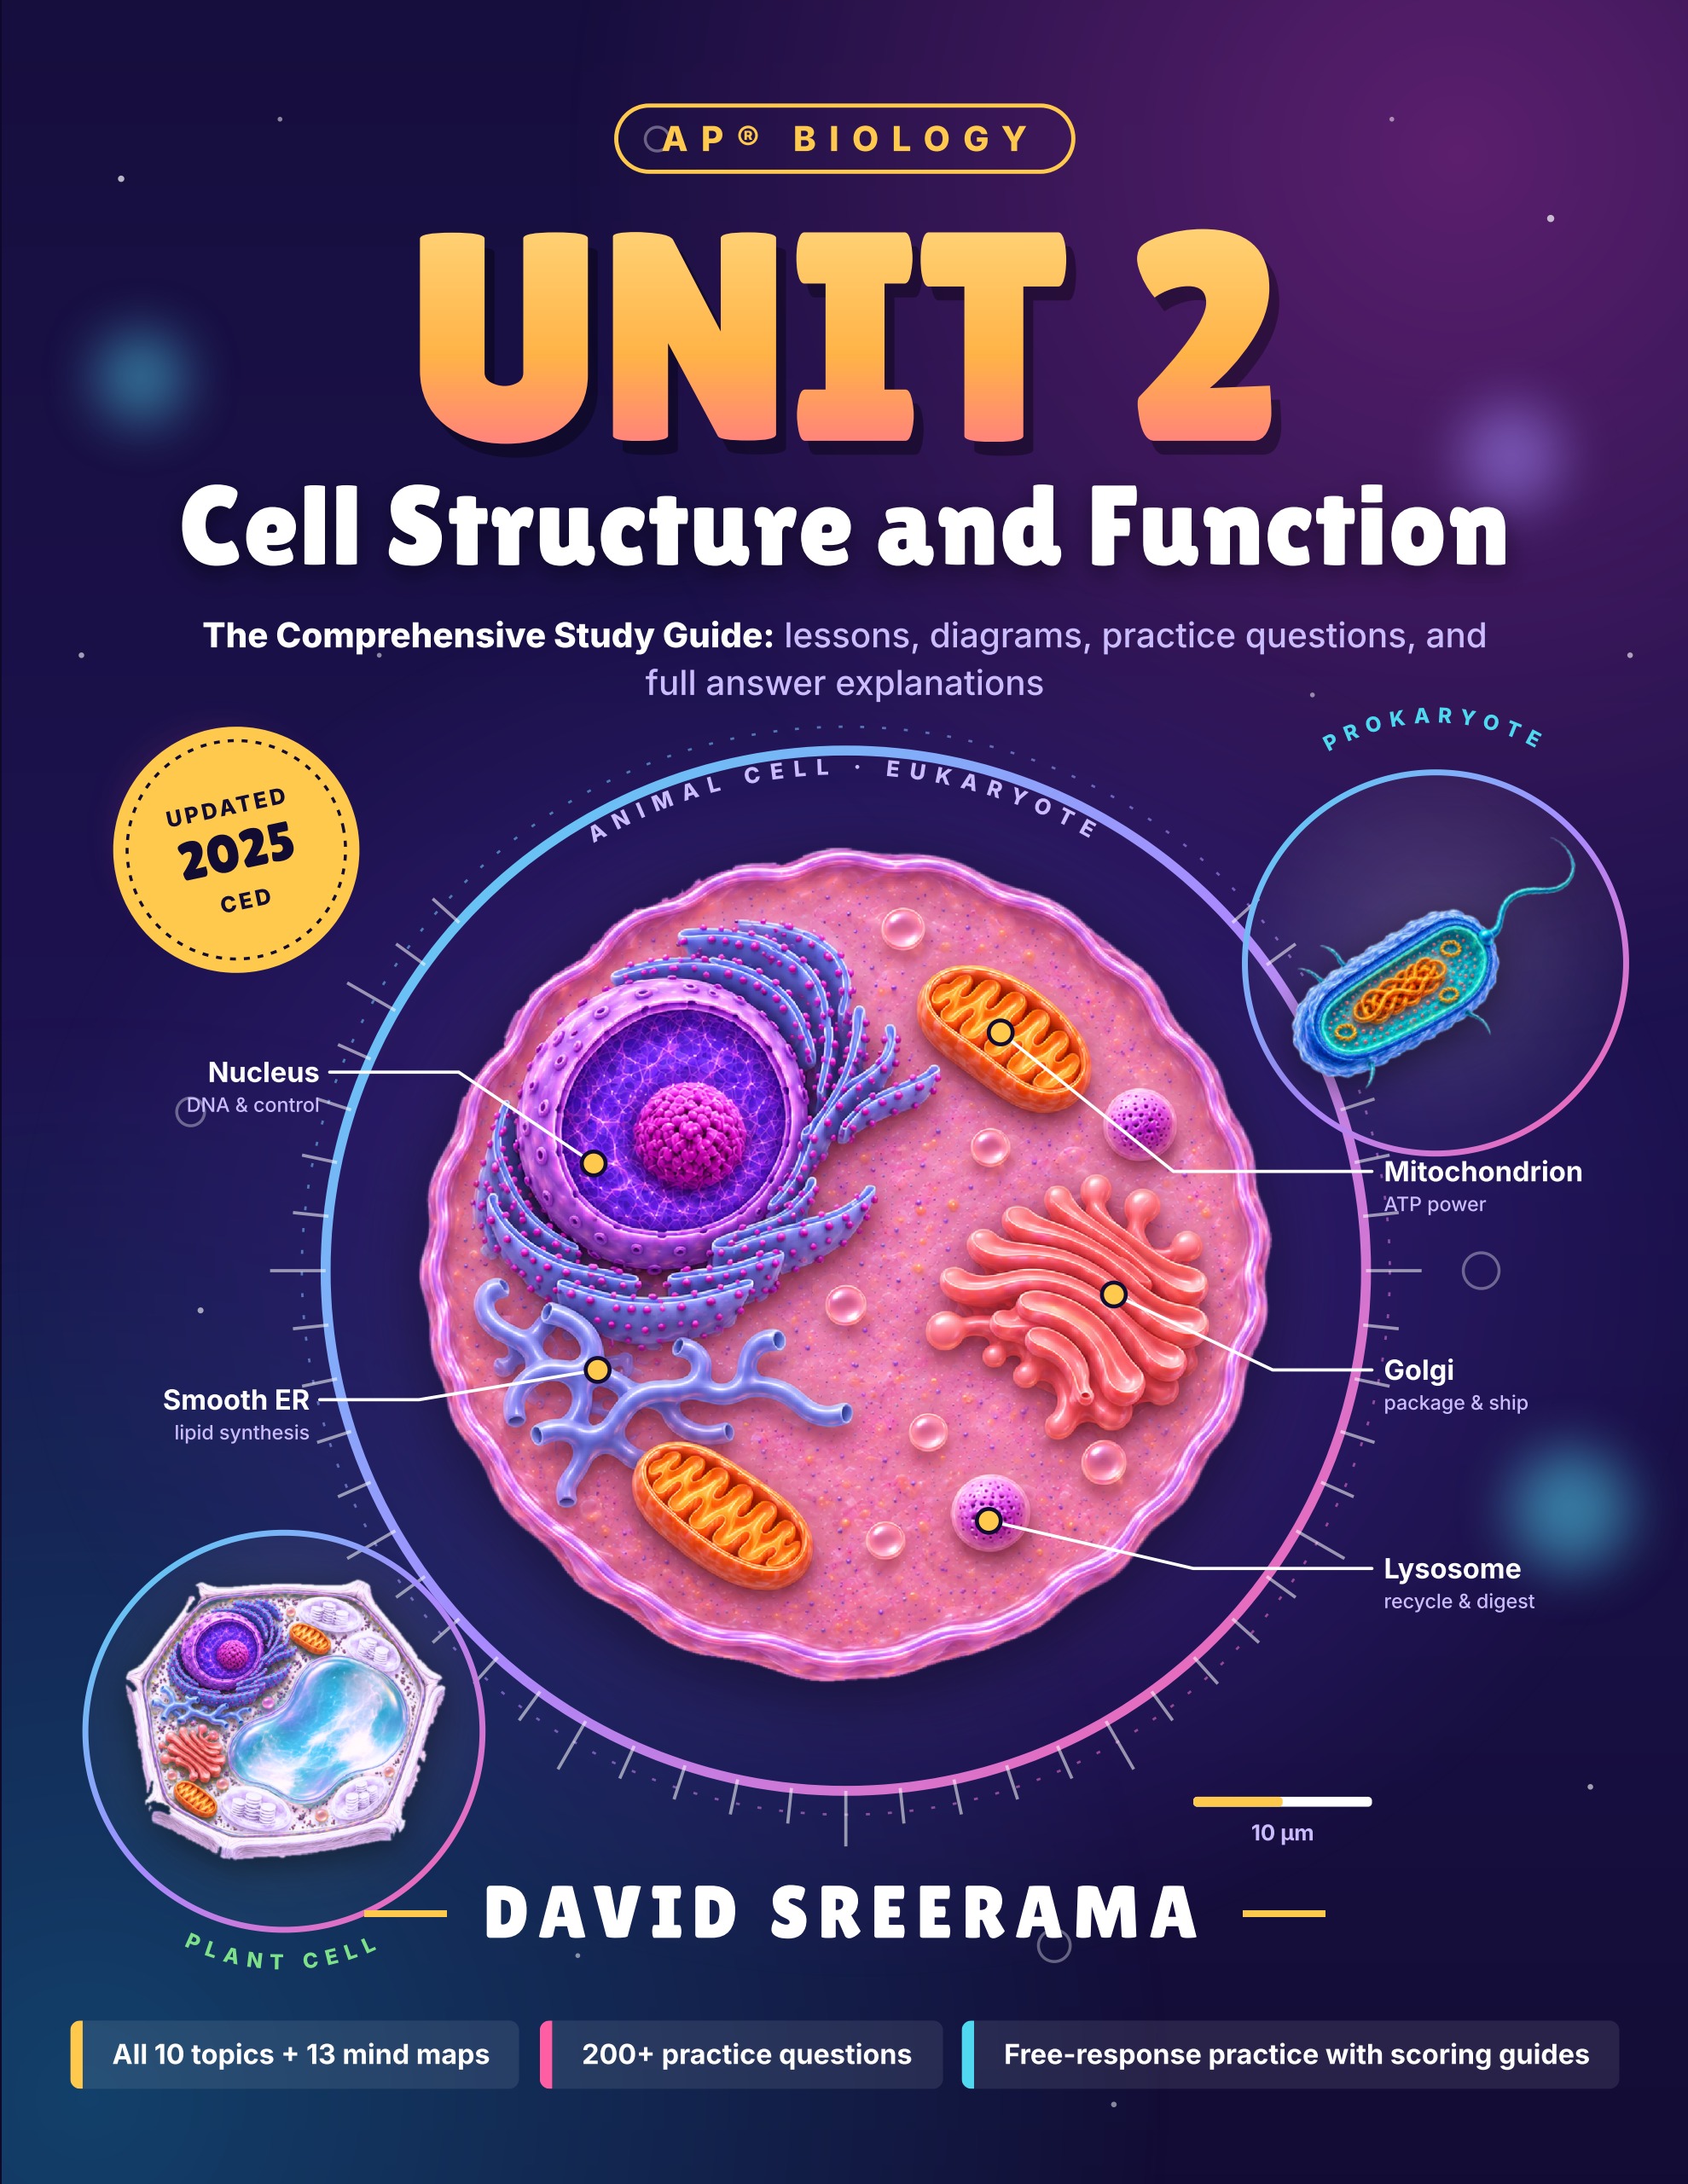 AP® BIOLOGY
UNIT 2
Cell Structure and Function
The Comprehensive Study Guide: lessons, diagrams, practice questions, and
full answer explanations
PROKARYOTE
UPDATED
2025
CED
ANIMAL CELL · EUKARYOTE
Nucleus
DNA & control
Mitochondrion
ATP power
Golgi
package & ship
Smooth ER
lipid synthesis
Lysosome
recycle & digest
10 µm
DAVID SREERAMA
PLANT CELL
All 10 topics + 13 mind maps
200+ practice questions
Free-response practice with scoring guides